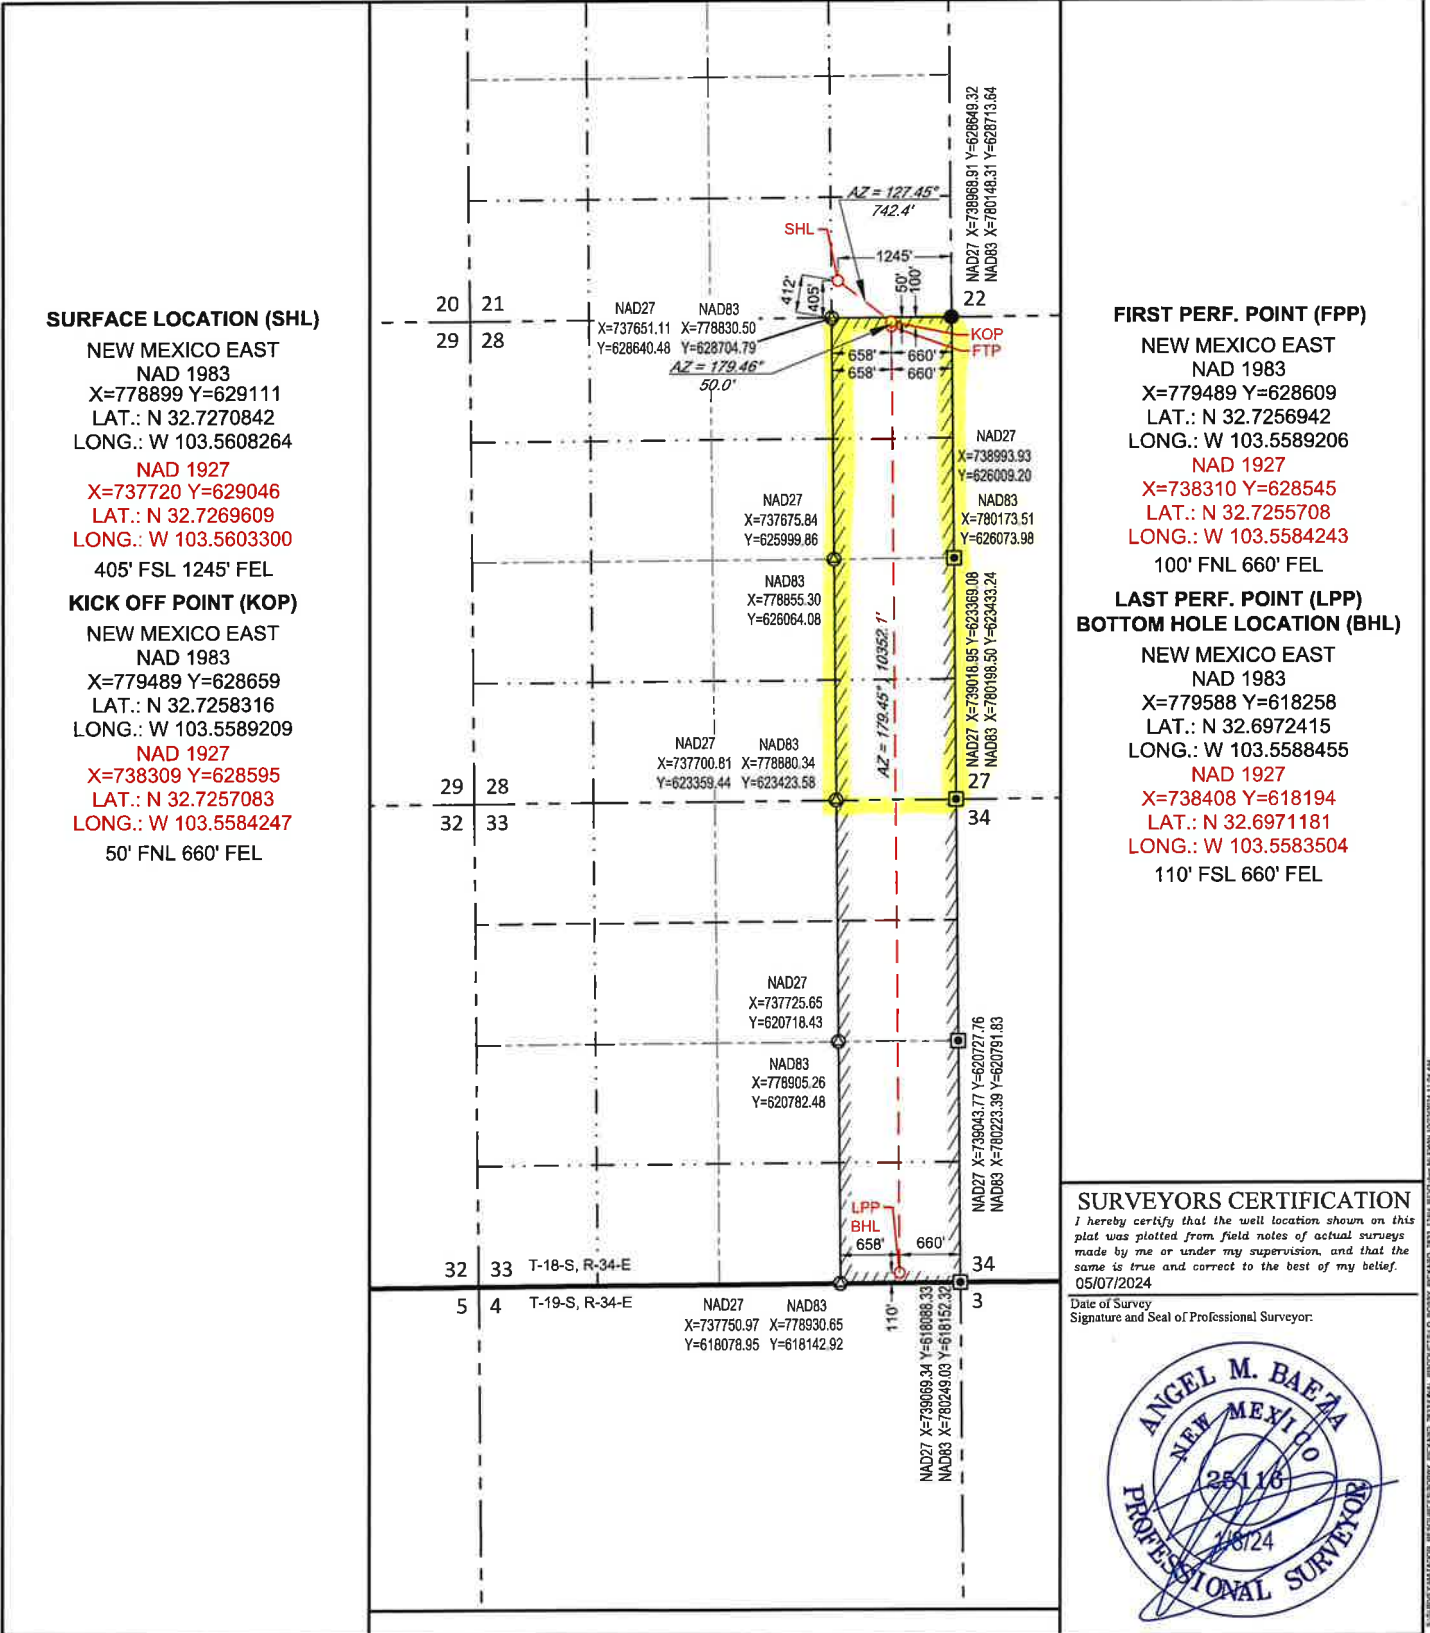 SURFACE LOCATION (SHL)
NEW MEXICO EAST
NAD 1983
X=778899 Y=629111
LAT.: N 32.7270842
LONG.: W 103.5608264
NAD 1927
X=737720 Y=629046
LAT.: N 32.7269609
LONG.: W 103.5603300
405' FSL 1245' FEL
KICK OFF POINT (KOP)
NEW MEXICO EAST
NAD 1983
X=779489 Y=628659
LAT.: N 32.7258316
LONG.: W 103.5589209
NAD 1927
X=738309 Y=628595
LAT.: N 32.7257083
LONG.: W 103.5584247
50' FNL 660' FEL
NAD27 X=738968.91 Y=628649.32
NAD83 X=780148.31 Y=628713.64
AZ = 127.45°
742.4'
SHL
1245'
412'
405'
50'
100'
20 21
29 28
22
NAD27
X=737651.11
Y=628640.48
NAD83
X=778830.50
Y=628704.79
KOP
FTP
658' 660'
658' 660'
AZ = 179.46°
50.0'
NAD27
X=738993.93
Y=626009.20
NAD83
X=780173.51
Y=626073.98
NAD27
X=737675.84
Y=625999.86
NAD83
X=778855.30
Y=626064.08
AZ = 179.45° 10352.1'
NAD27 X=739018.95 Y=623369.08
NAD83 X=780198.50 Y=623433.24
NAD27
X=737700.81
Y=623359.44
NAD83
X=778880.34
Y=623423.58
29 28
32 33
27
34
NAD27
X=737725.65
Y=620718.43
NAD83
X=778905.26
Y=620782.48
NAD27 X=739043.77 Y=620727.76
NAD83 X=780223.39 Y=620791.83
LPP
BHL
658' 660'
32 33 T-18-S, R-34-E
34
5 4 T-19-S, R-34-E
3
NAD27
X=737750.97
Y=618078.95
NAD83
X=778930.65
Y=618142.92
110'
NAD27 X=739069.34 Y=618088.33
NAD83 X=780249.03 Y=618152.32
FIRST PERF. POINT (FPP)
NEW MEXICO EAST
NAD 1983
X=779489 Y=628609
LAT.: N 32.7256942
LONG.: W 103.5589206
NAD 1927
X=738310 Y=628545
LAT.: N 32.7255708
LONG.: W 103.5584243
100' FNL 660' FEL
LAST PERF. POINT (LPP)
BOTTOM HOLE LOCATION (BHL)
NEW MEXICO EAST
NAD 1983
X=779588 Y=618258
LAT.: N 32.6972415
LONG.: W 103.5588455
NAD 1927
X=738408 Y=618194
LAT.: N 32.6971181
LONG.: W 103.5583504
110' FSL 660' FEL
SURVEYORS CERTIFICATION
I hereby certify that the well location shown on this
plat was plotted from field notes of actual surveys
made by me or under my supervision, and that the
same is true and correct to the best of my belief.
05/07/2024
Date of Survey
Signature and Seal of Professional Surveyor:
ANGEL M. BAEZA
NEW MEXICO
25116
PROFESSIONAL SURVEYOR